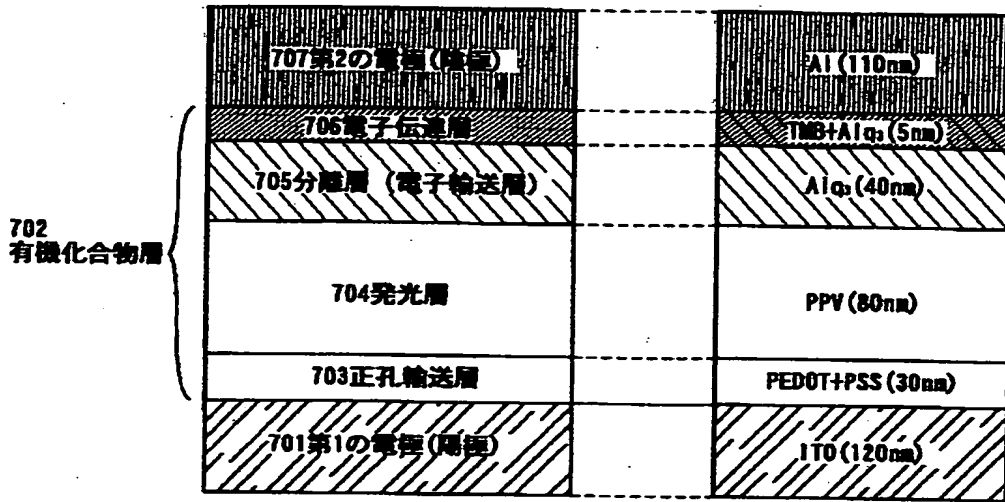 707第2の電極(陰極)
Al(110nm)
706電子伝達層
TMB+Alq₃(5nm)
705分離層 (電子輸送層)
Alq₃(40nm)
702
有機化合物層
704発光層
PPV(80nm)
703正孔輸送層
PEDOT+PSS(30nm)
701第1の電極(陽極)
ITO(120nm)